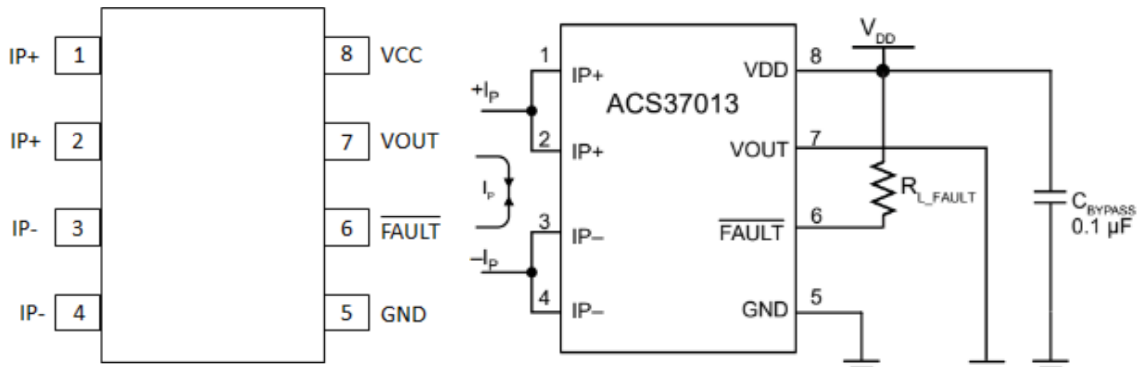 IP+ 1
8 VCC
IP+ 2
7 VOUT
IP- 3
6 FAULT
IP- 4
5 GND
ACS37013
+IP
1 IP+
2 IP+
IP
3 IP–
–IP
4 IP–
VDD 8
VOUT 7
FAULT 6
GND 5
VDD
RL_FAULT
CBYPASS
0.1 µF